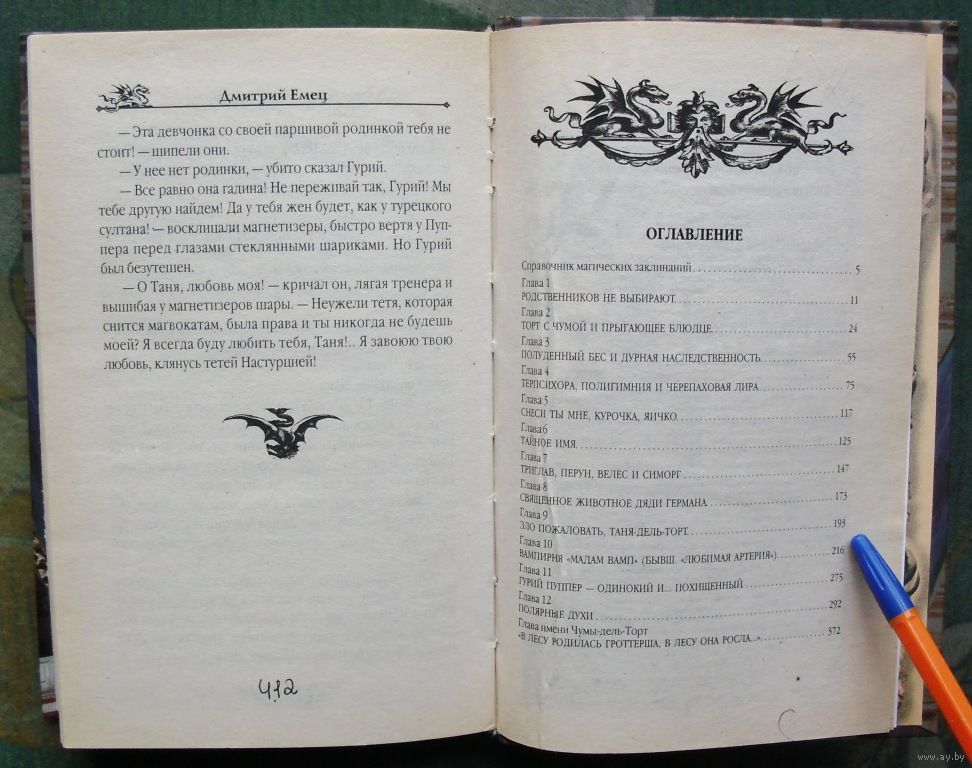 Дмитрий Емец
— Эта девчонка со своей паршивой родинкой тебя не
стоит! — шипели они.
— У нее нет родинки, — убито сказал Гурий.
— Все равно она гадина! Не переживай так, Гурий! Мы
тебе другую найдем! Да у тебя жен будет, как у турецкого
султана! — восклицали магнетизеры, быстро вертя у Пуп-
пера перед глазами стеклянными шариками. Но Гурий
был безутешен.
— О Таня, любовь моя! — кричал он, лягая тренера и
вышибая у магнетизеров шары. — Неужели тетя, которая
снится магвокатам, была права и ты никогда не будешь
моей? Я всегда буду любить тебя, Таня!.. Я завоюю твою
любовь, клянусь тетей Настурцией!
412
ОГЛАВЛЕНИЕ
Справочник магических заклинаний 5
Глава 1
РОДСТВЕННИКОВ НЕ ВЫБИРАЮТ 11
Глава 2
ТОРТ С ЧУМОЙ И ПРЫГАЮЩЕЕ БЛЮДЦЕ 24
Глава 3
ПОЛУДЕННЫЙ БЕС И ДУРНАЯ НАСЛЕДСТВЕННОСТЬ 55
Глава 4
ТЕРПСИХОРА, ПОЛИГИМНИЯ И ЧЕРЕПАХОВАЯ ЛИРА 75
Глава 5
СНЕСИ ТЫ МНЕ, КУРОЧКА, ЯИЧКО 117
Глава 6
ТАЙНОЕ ИМЯ 125
Глава 7
ТРИГЛАВ, ПЕРУН, ВЕЛЕС И СИМОРГ 147
Глава 8
СВЯЩЕННОЕ ЖИВОТНОЕ ДЯДИ ГЕРМАНА 173
Глава 9
ЗЛО ПОЖАЛОВАТЬ, ТАНЯ-ДЕЛЬ-ТОРТ 193
Глава 10
ВАМПИРНЯ «МАДАМ ВАМП» (БЫВШ. «ЛЮБИМАЯ АРТЕРИЯ») 216
Глава 11
ГУРИЙ ПУППЕР — ОДИНОКИЙ И... ПОХИЩЕННЫЙ 275
Глава 12
ПОЛЯРНЫЕ ДУХИ 292
Глава имени Чумы-дель-Торт
«В ЛЕСУ РОДИЛАСЬ ГРОТТЕРША, В ЛЕСУ ОНА РОСЛА...» 372
www.ay.by